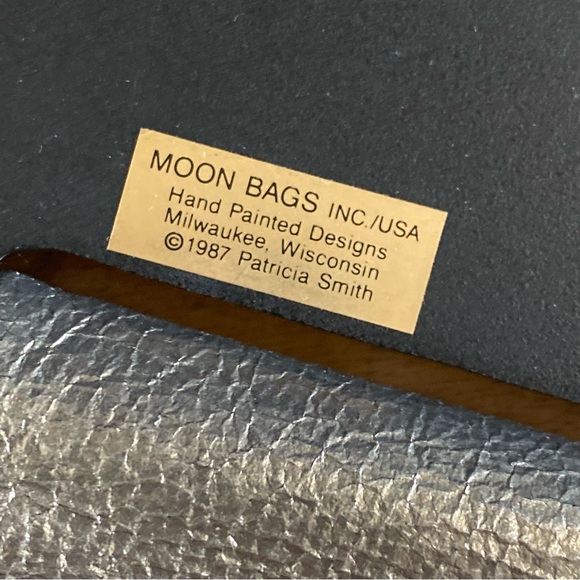 MOON BAGS INC./USA
Hand Painted Designs
Milwaukee, Wisconsin
©1987 Patricia Smith